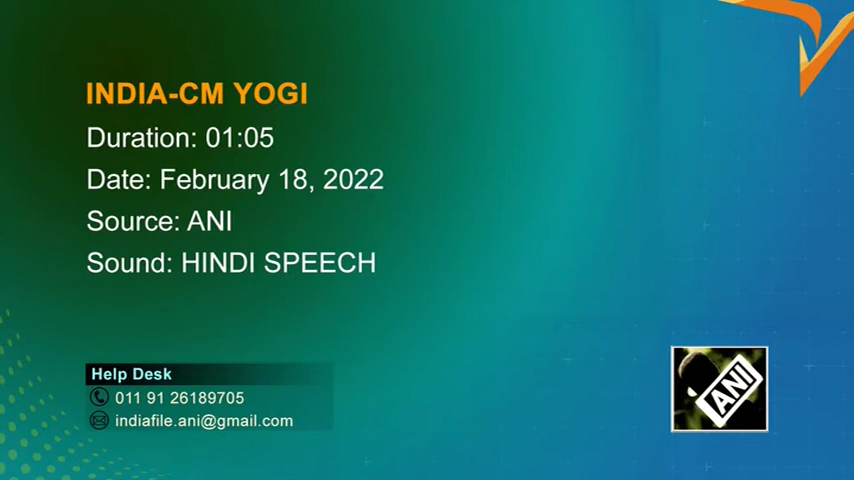 INDIA-CM YOGI
Duration: 01:05
Date: February 18, 2022
Source: ANI
Sound: HINDI SPEECH
Help Desk
011 91 26189705
indiafile.ani@gmail.com
ANI